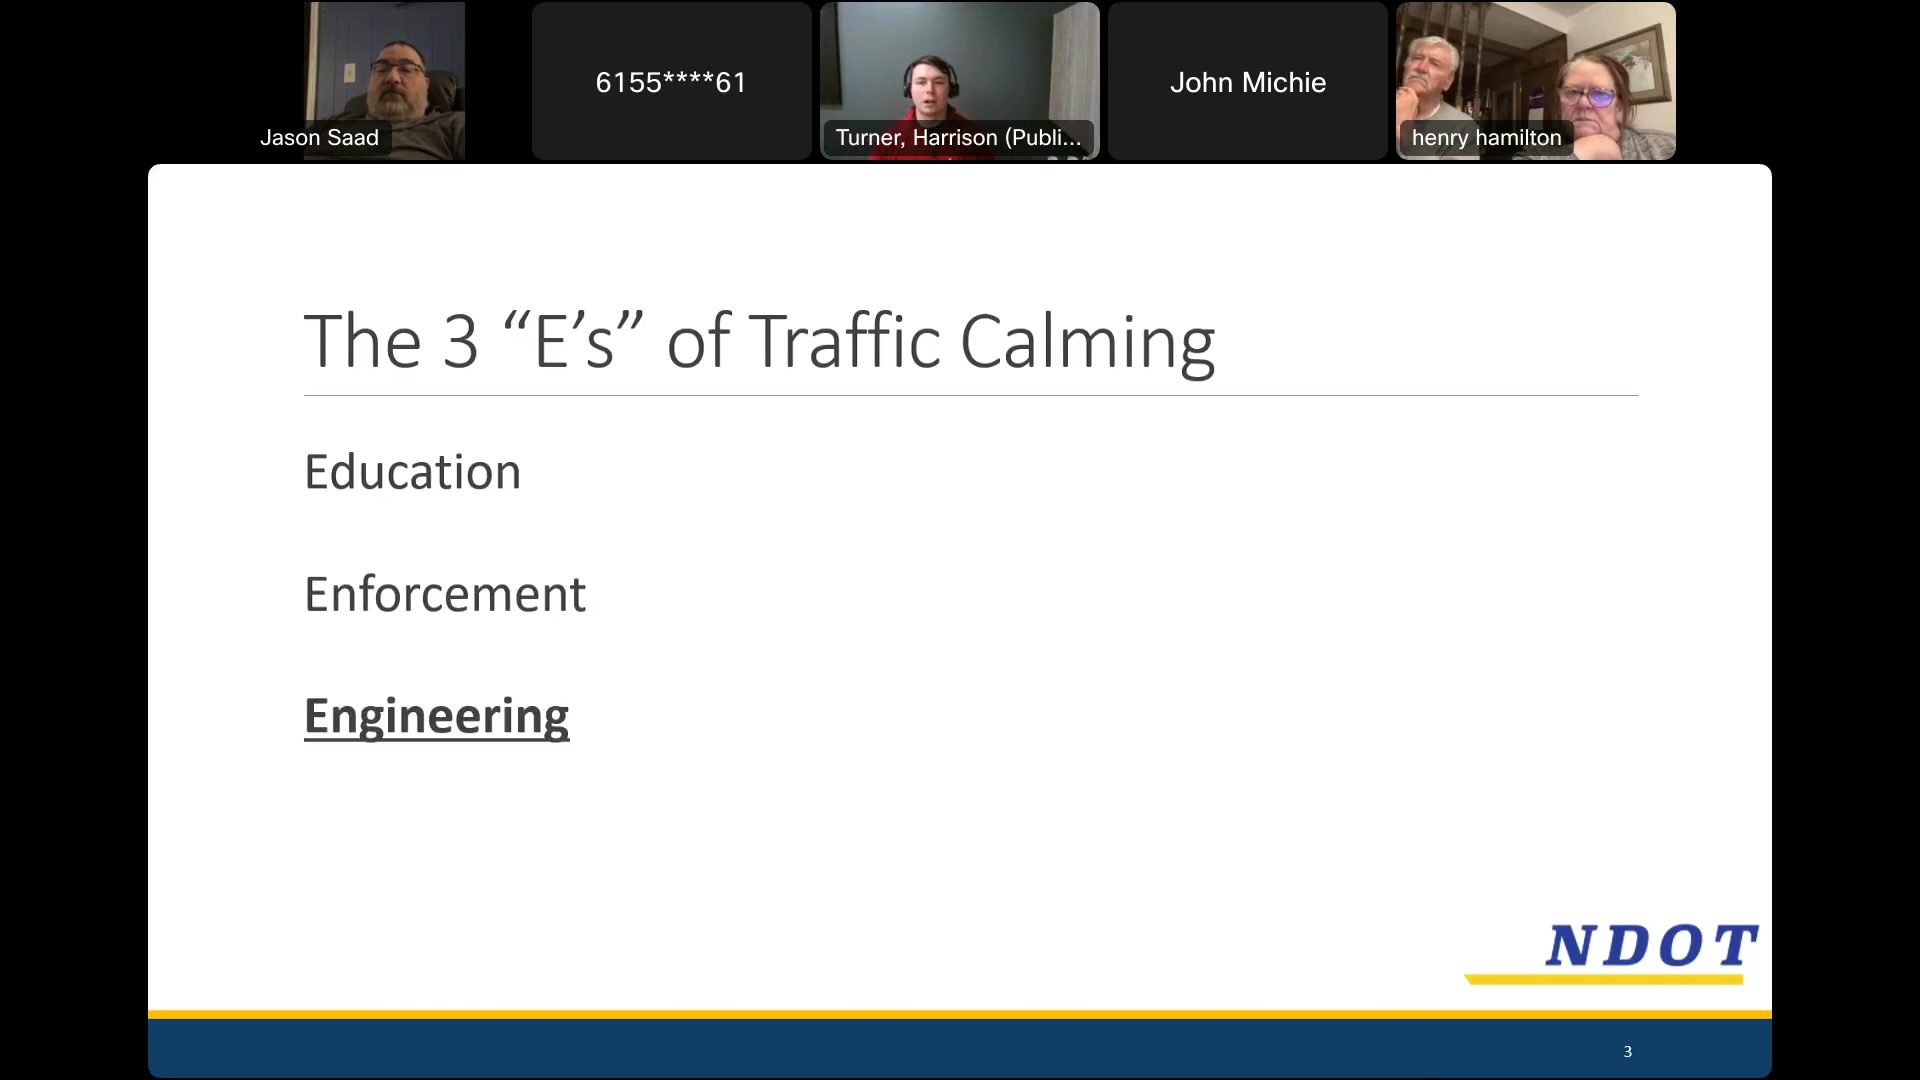 Jason Saad
6155****61
Turner, Harrison (Publi...
John Michie
henry hamilton
The 3 “E’s” of Traffic Calming
Education
Enforcement
Engineering
NDOT
3